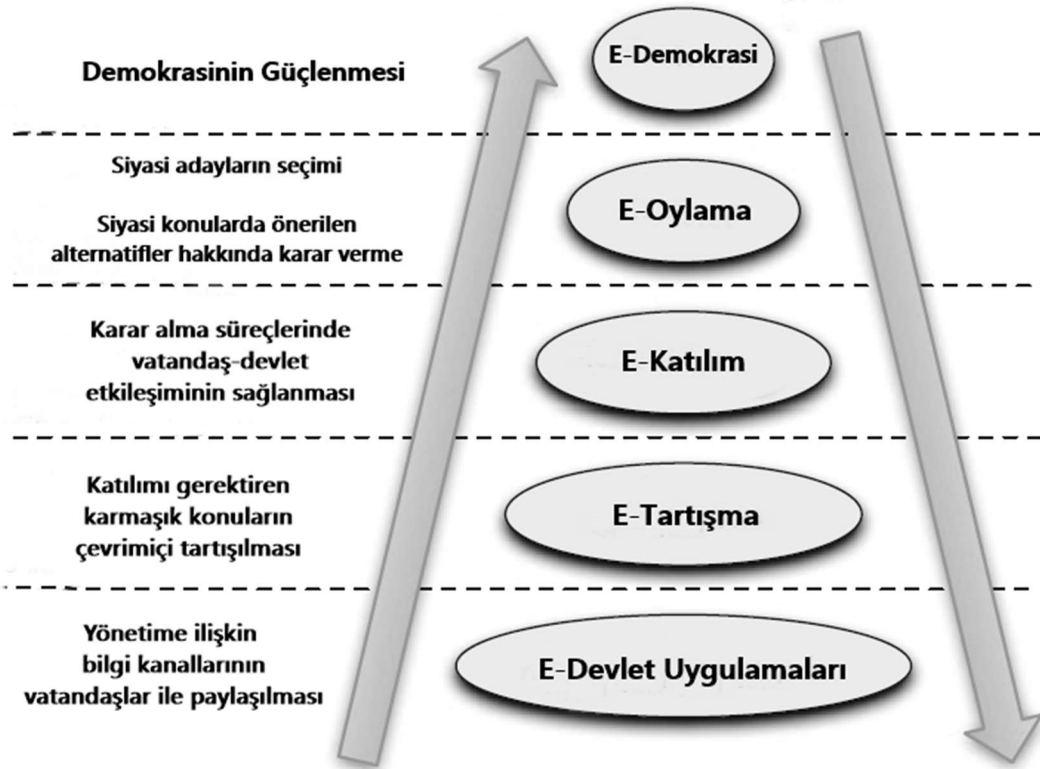 Demokrasinin Güçlenmesi
E-Demokrasi
Siyasi adayların seçimi
Siyasi konularda önerilen
alternatifler hakkında karar verme
E-Oylama
Karar alma süreçlerinde
vatandaş-devlet
etkileşiminin sağlanması
E-Katılım
Katılımı gerektiren
karmaşık konuların
çevrimiçi tartışılması
E-Tartışma
Yönetime ilişkin
bilgi kanallarının
vatandaşlar ile paylaşılması
E-Devlet Uygulamaları